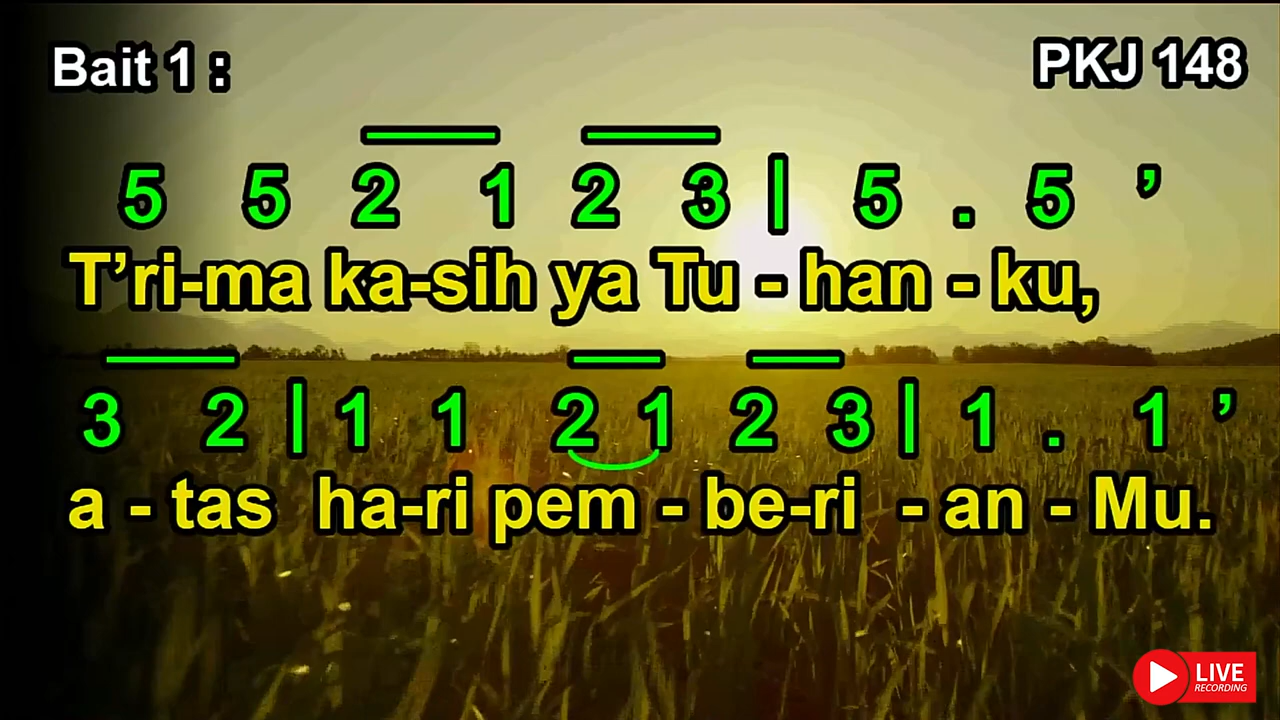 Bait 1 :
PKJ 148
5 5 2 1 2 3 | 5 . 5 ’
T’ri-ma ka-sih ya Tu - han - ku,
3 2 | 1 1 2 1 2 3 | 1 . 1 ’
a - tas ha-ri pem - be-ri - an - Mu.
LIVE
RECORDING